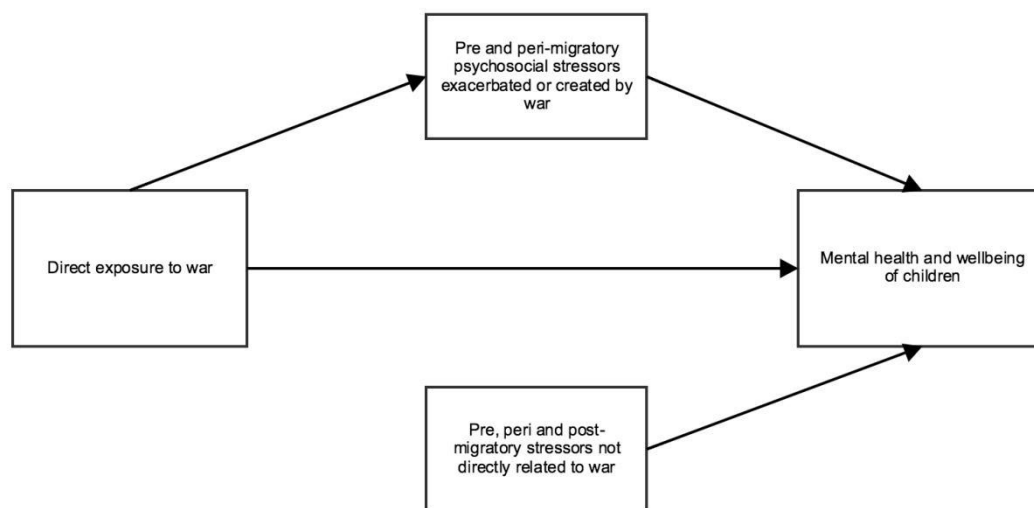 Pre and peri-migratory
psychosocial stressors
exacerbated or created by
war
Direct exposure to war
Mental health and wellbeing
of children
Pre, peri and post-
migratory stressors not
directly related to war